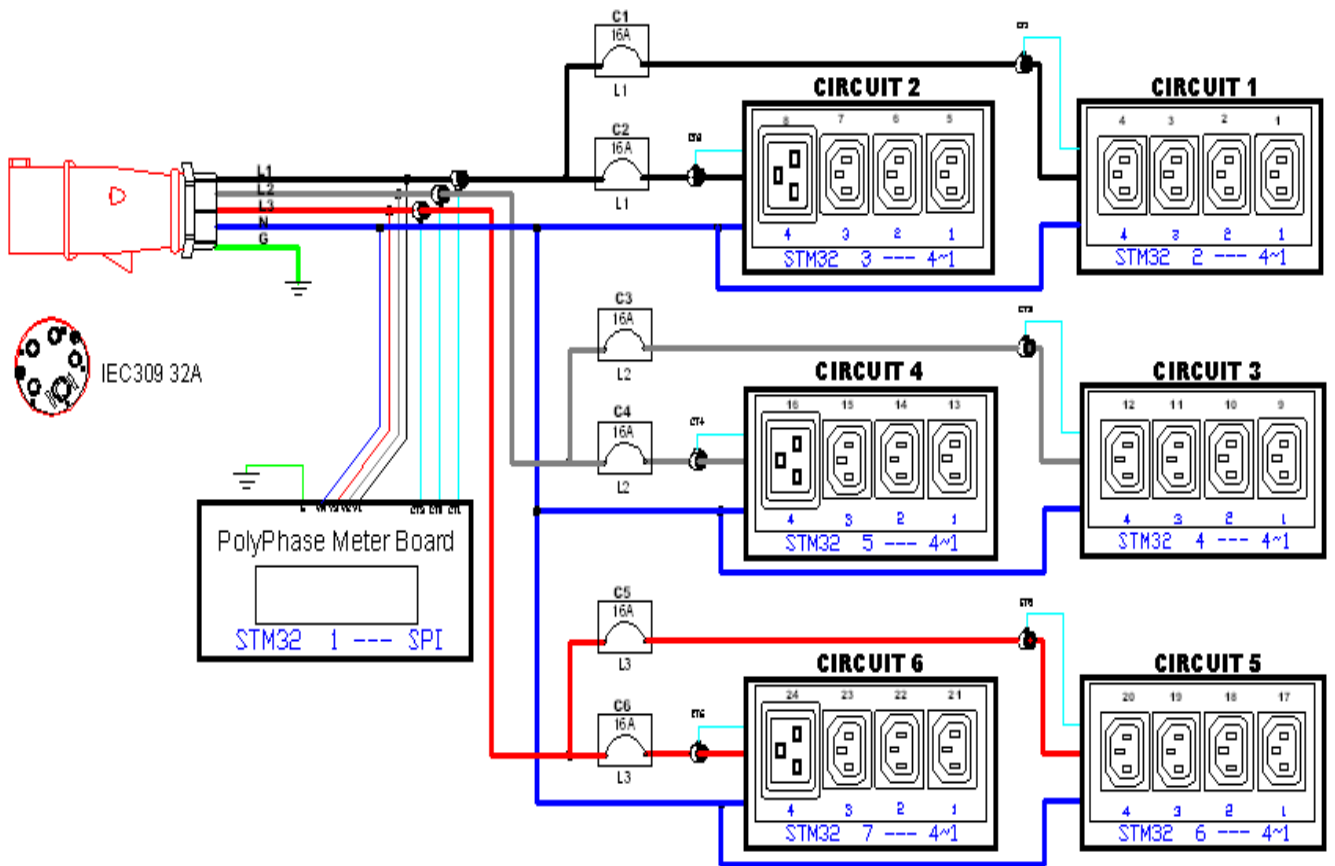 C1
16A
L1
CIRCUIT 2
CIRCUIT 1
C2
16A
L1
8 7 6 5
4 3 2 1
4 3 2 1
STM32 3 --- 4~1
4 3 2 1
STM32 2 --- 4~1
L1
L2
L3
N
G
IEC309 32A
C3
16A
L2
CIRCUIT 4
CIRCUIT 3
C4
16A
L2
CT4
16 15 14 13
12 11 10 9
4 3 2 1
STM32 5 --- 4~1
4 3 2 1
STM32 4 --- 4~1
PolyPhase Meter Board
STM32 1 --- SPI
C5
16A
L3
CIRCUIT 6
CIRCUIT 5
C6
16A
L3
24 23 22 21
20 19 18 17
4 3 2 1
STM32 7 --- 4~1
4 3 2 1
STM32 6 --- 4~1